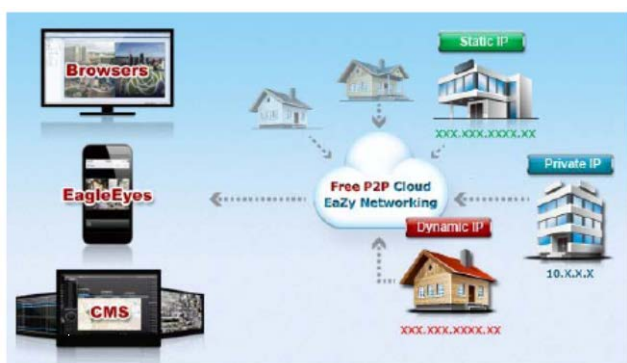 Browsers
Static IP
xxx.xxx.xxxx.xx
EagleEyes
Free P2P Cloud
EaZy Networking
Private IP
10.x.x.x
Dynamic IP
xxx.xxx.xxxx.xx
CMS